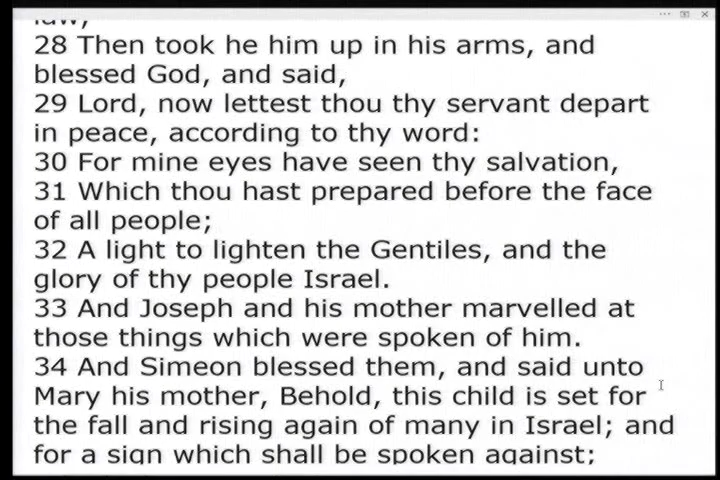 law;
28 Then took he him up in his arms, and
blessed God, and said,
29 Lord, now lettest thou thy servant depart
in peace, according to thy word:
30 For mine eyes have seen thy salvation,
31 Which thou hast prepared before the face
of all people;
32 A light to lighten the Gentiles, and the
glory of thy people Israel.
33 And Joseph and his mother marvelled at
those things which were spoken of him.
34 And Simeon blessed them, and said unto
Mary his mother, Behold, this child is set for
the fall and rising again of many in Israel; and
for a sign which shall be spoken against;